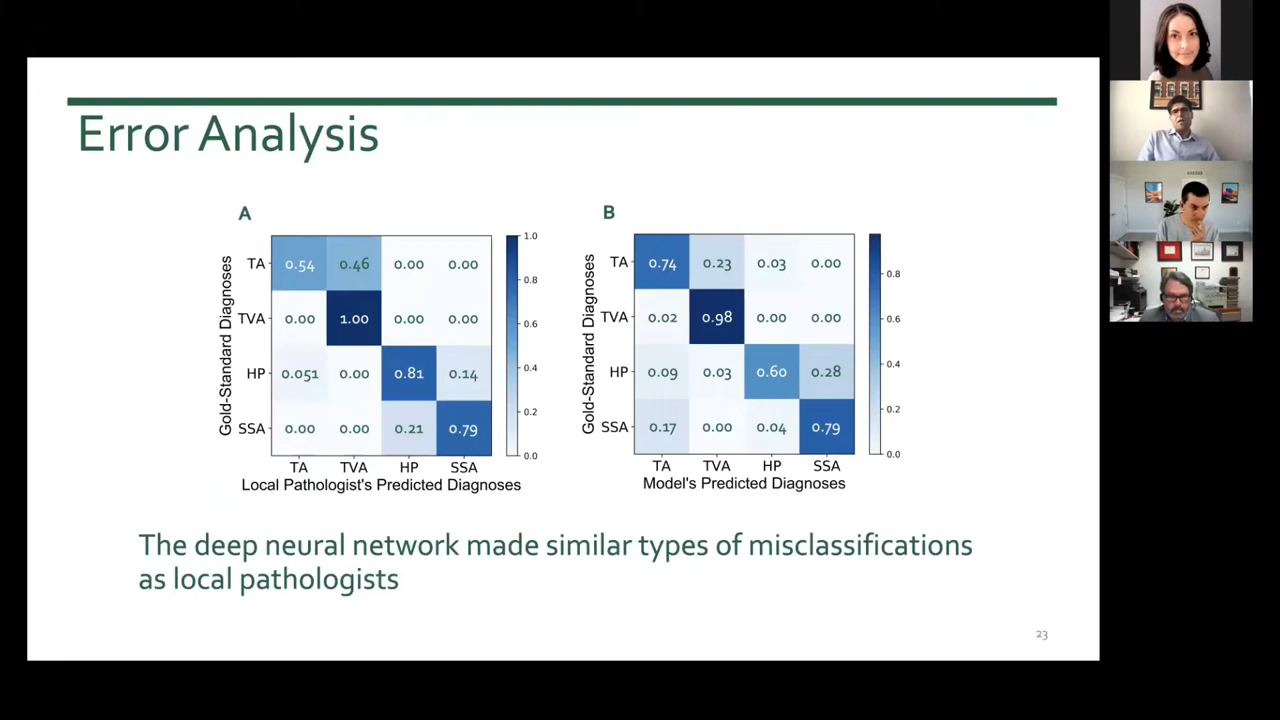 Error Analysis
A
Gold-Standard Diagnoses
TA 0.54 0.46 0.00 0.00
TVA 0.00 1.00 0.00 0.00
HP 0.051 0.00 0.81 0.14
SSA 0.00 0.00 0.21 0.79
TA TVA HP SSA
Local Pathologist's Predicted Diagnoses
1.0
0.8
0.6
0.4
0.2
0.0
B
Gold-Standard Diagnoses
TA 0.74 0.23 0.03 0.00
TVA 0.02 0.98 0.00 0.00
HP 0.09 0.03 0.60 0.28
SSA 0.17 0.00 0.04 0.79
TA TVA HP SSA
Model's Predicted Diagnoses
0.8
0.6
0.4
0.2
0.0
The deep neural network made similar types of misclassifications
as local pathologists
23